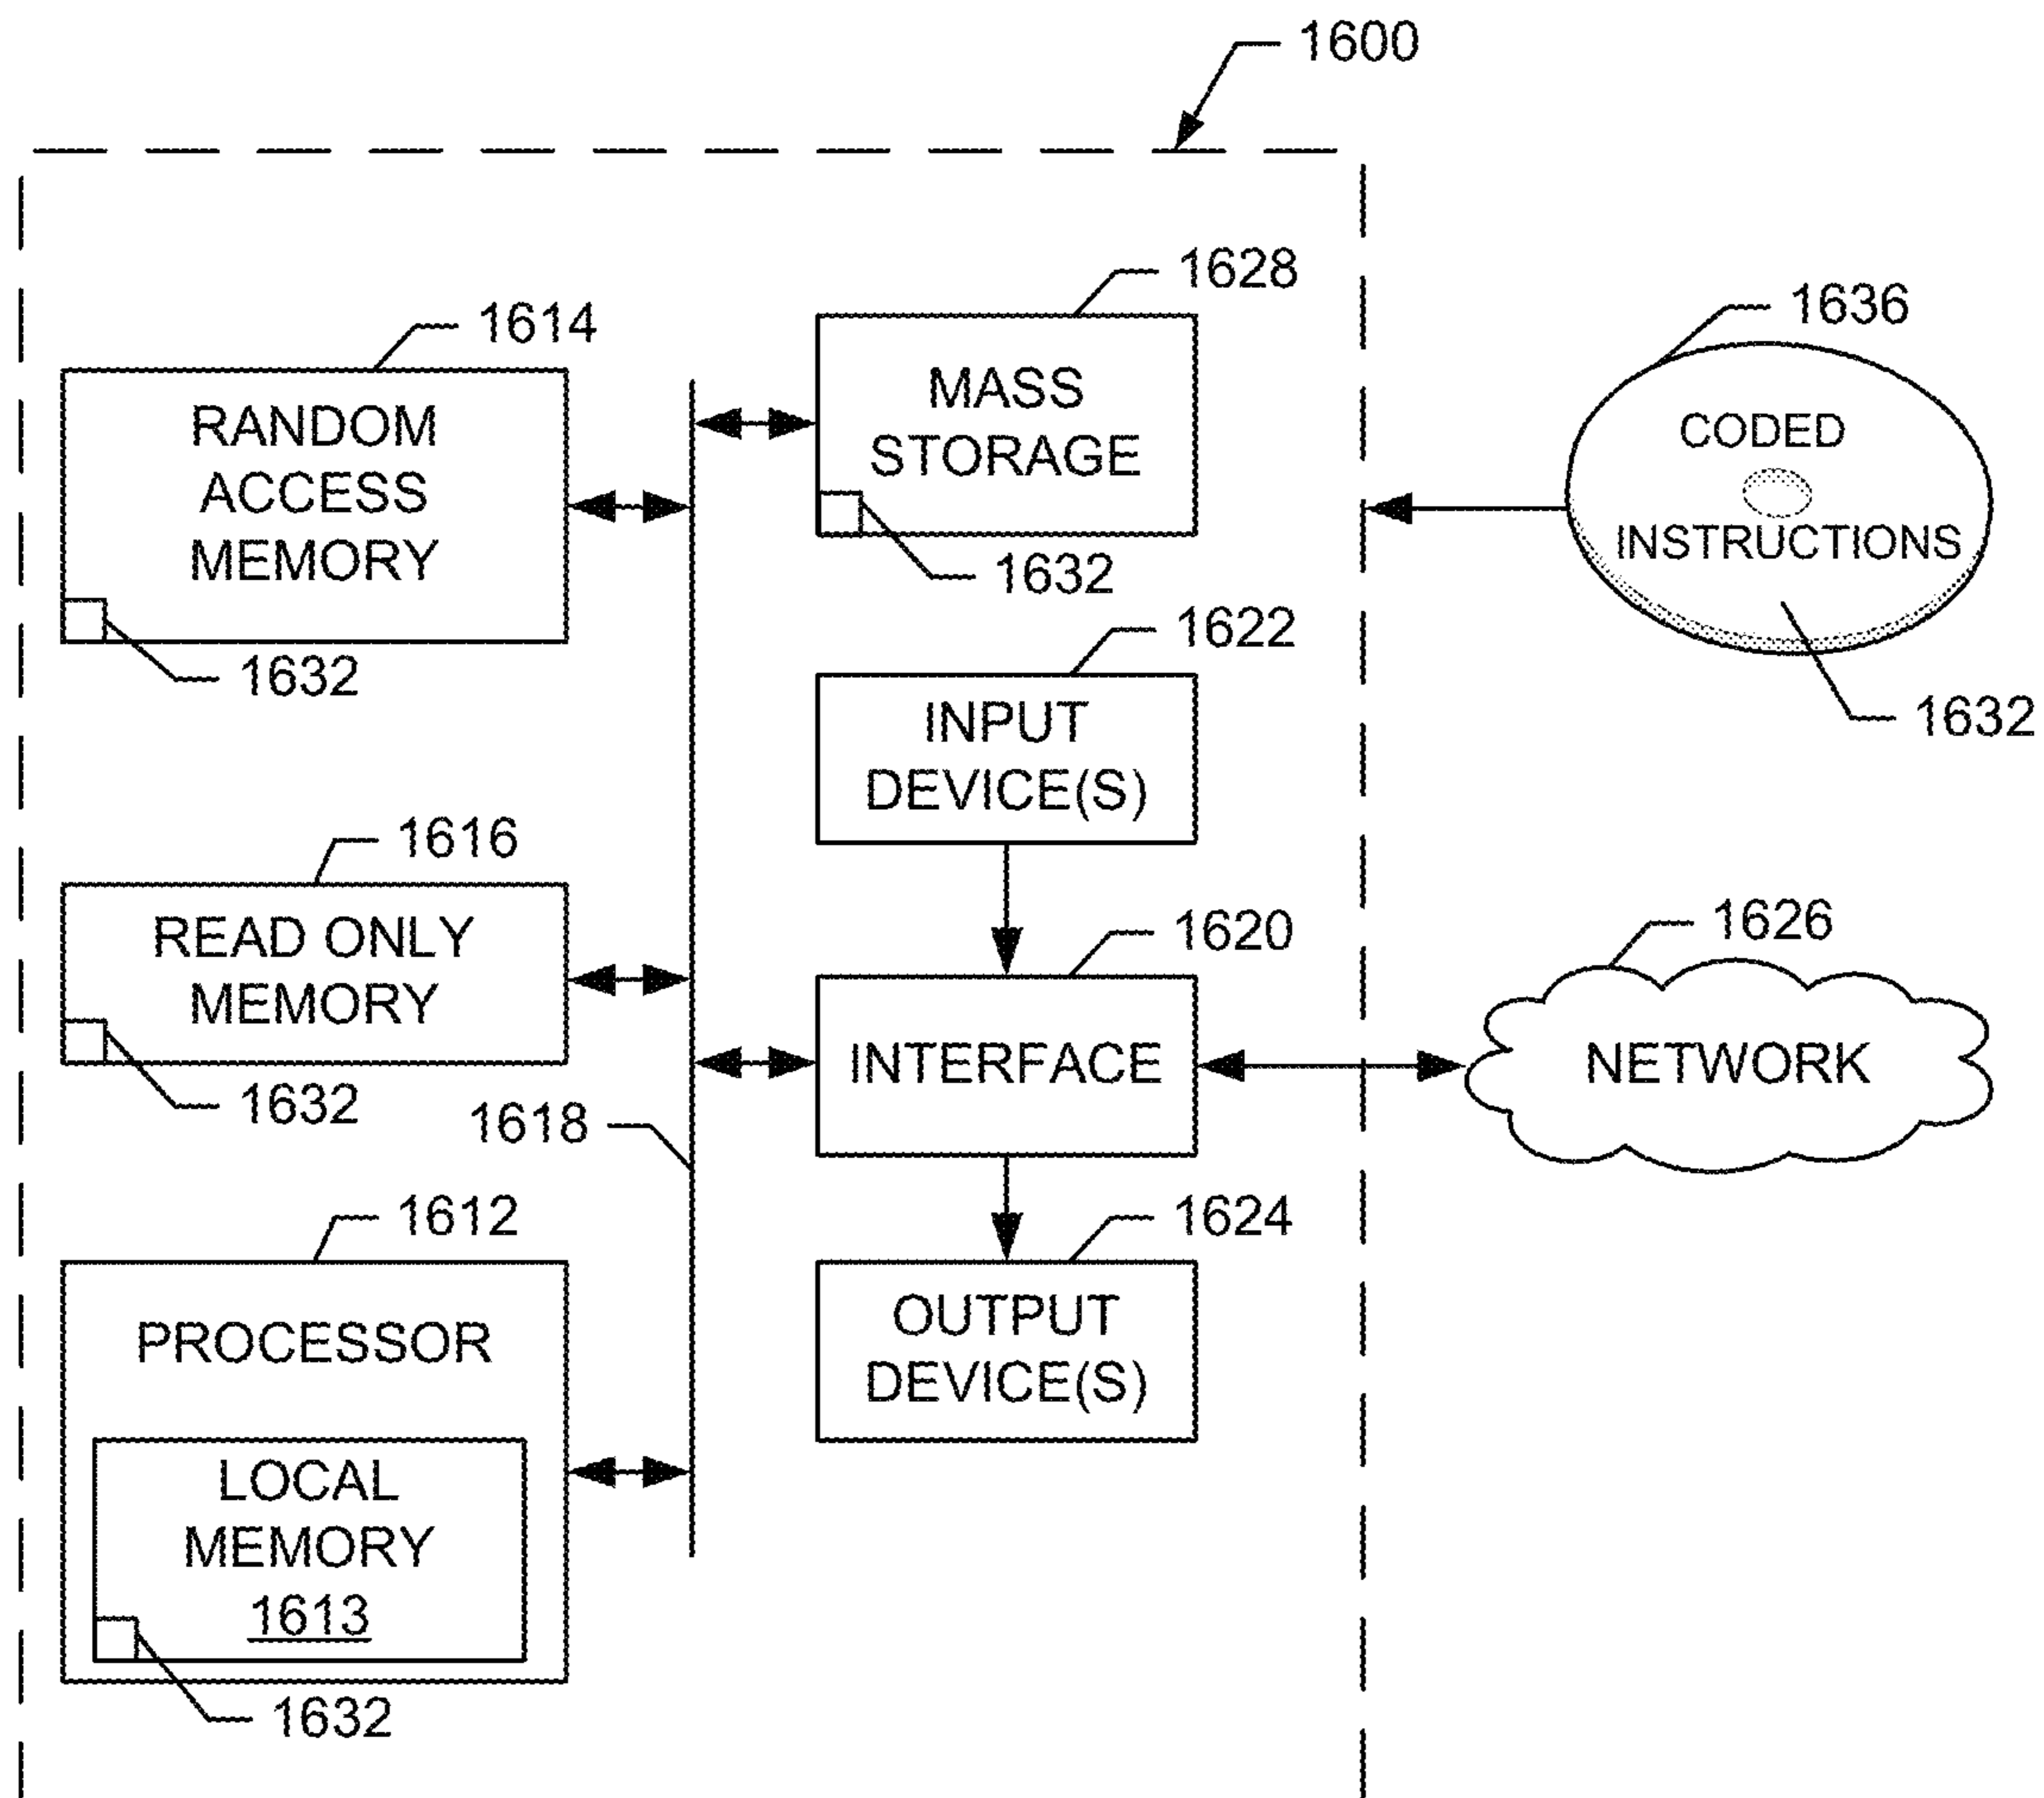 1600
1628
1614
1636
MASS
STORAGE
RANDOM
ACCESS
MEMORY
CODED
INSTRUCTIONS
1632
1632
1622
1632
INPUT
DEVICE(S)
1616
READ ONLY
MEMORY
1620
1626
INTERFACE
NETWORK
1632
1618
1612
1624
PROCESSOR
OUTPUT
DEVICE(S)
LOCAL
MEMORY
1613
1632